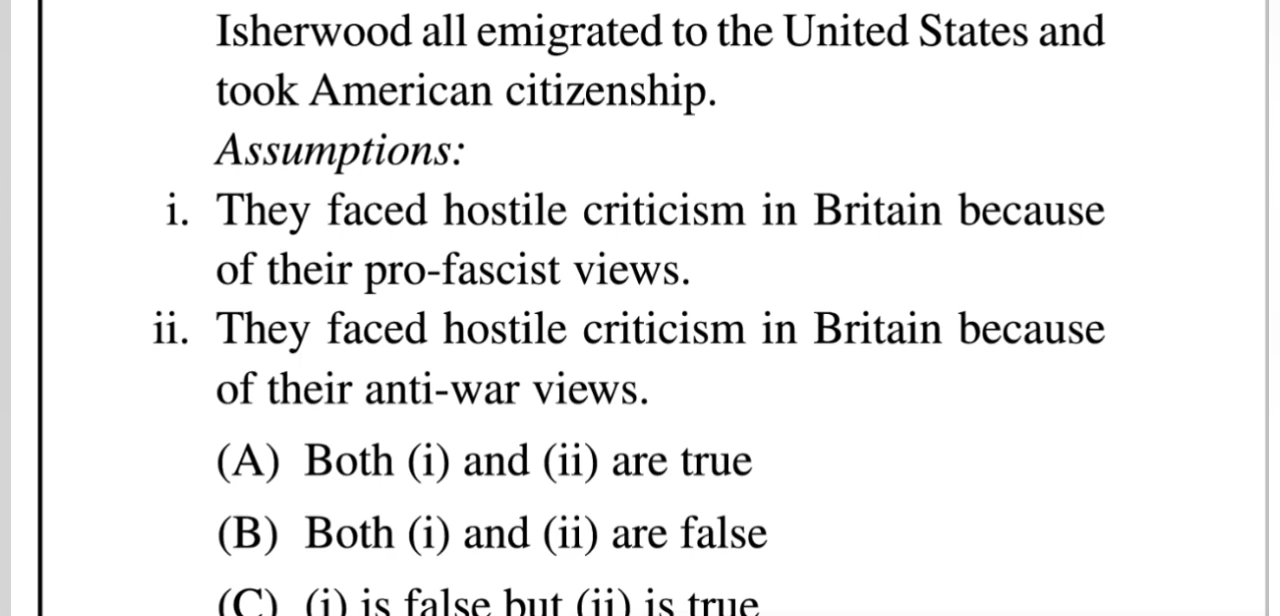 Isherwood all emigrated to the United States and
took American citizenship.
Assumptions:
i. They faced hostile criticism in Britain because
of their pro-fascist views.
ii. They faced hostile criticism in Britain because
of their anti-war views.
(A) Both (i) and (ii) are true
(B) Both (i) and (ii) are false
(C) (i) is false but (ii) is true